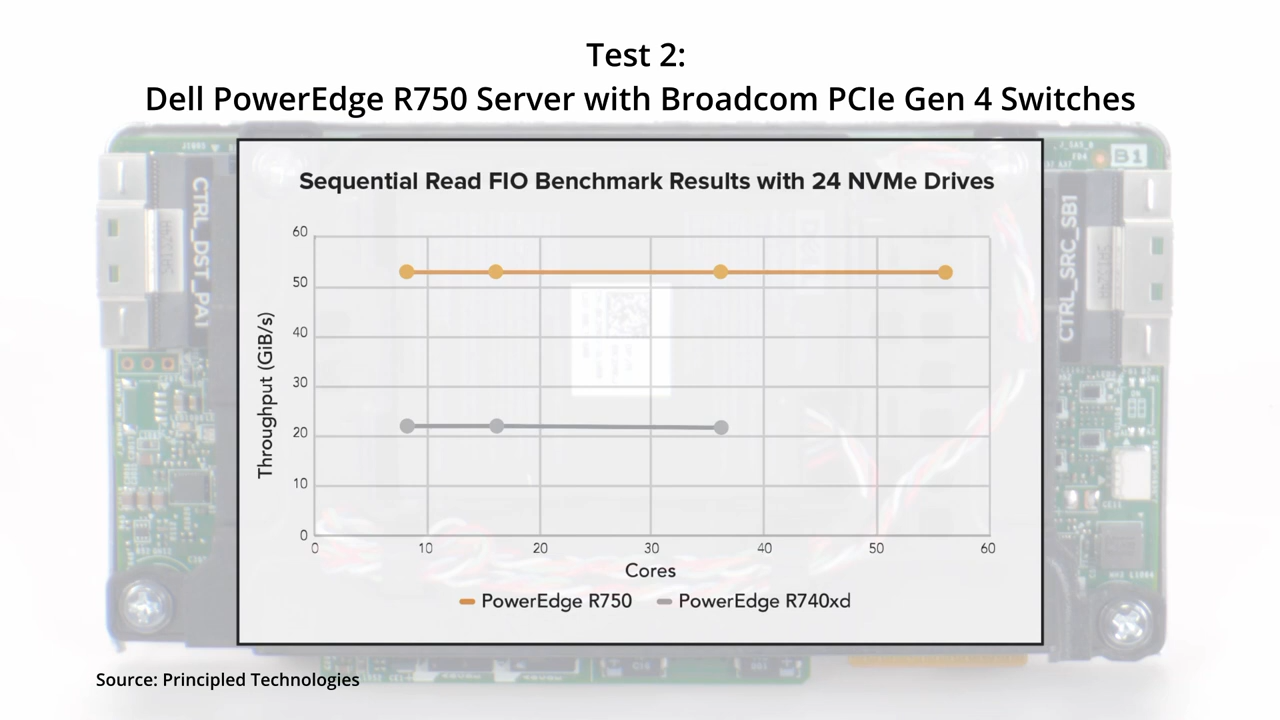 Test 2:
Dell PowerEdge R750 Server with Broadcom PCIe Gen 4 Switches
B1
CTRL_DST_PA1
CTRL_SRC_SB1
Sequential Read FIO Benchmark Results with 24 NVMe Drives
60
50
40
30
20
10
0
Throughput (GiB/s)
0 10 20 30 40 50 60
Cores
PowerEdge R750 PowerEdge R740xd
Source: Principled Technologies